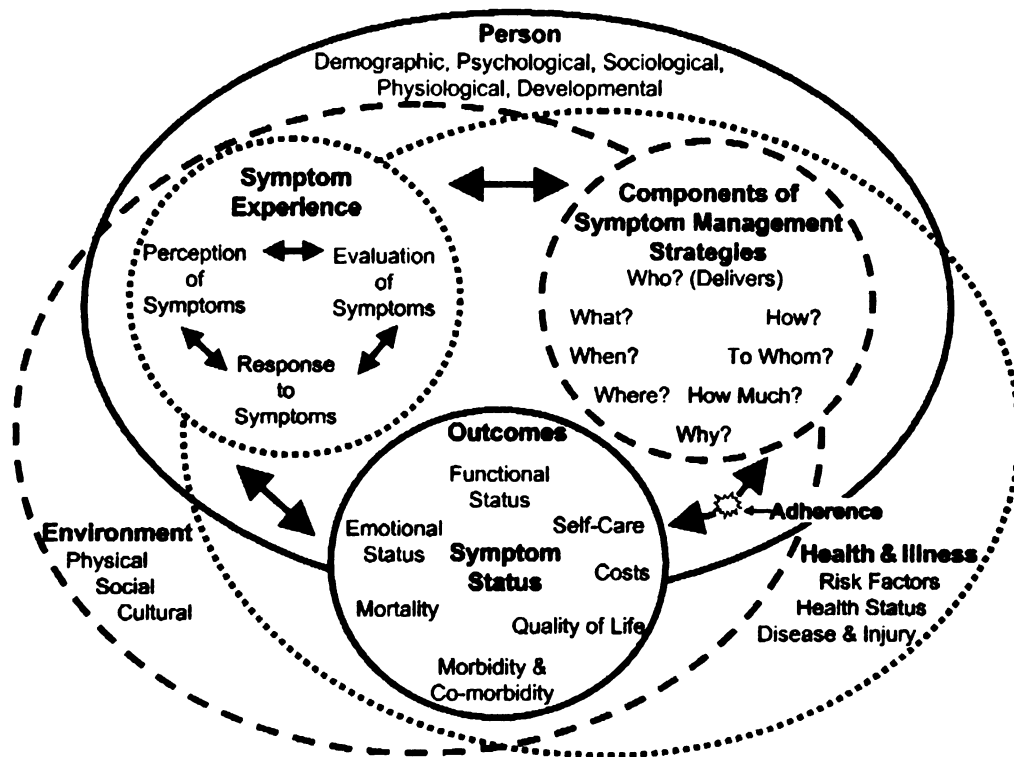 Person
Demographic, Psychological, Sociological,
Physiological, Developmental
Symptom
Experience
Perception
of
Symptoms
Evaluation
of
Symptoms
Response
to
Symptoms
Components of
Symptom Management
Strategies
Who? (Delivers)
What?
How?
When?
To Whom?
Where?
How Much?
Why?
Outcomes
Functional
Status
Emotional
Status
Self-Care
Symptom
Status
Costs
Mortality
Quality of Life
Morbidity &
Co-morbidity
Adherence
Environment
Physical
Social
Cultural
Health & Illness
Risk Factors
Health Status
Disease & Injury